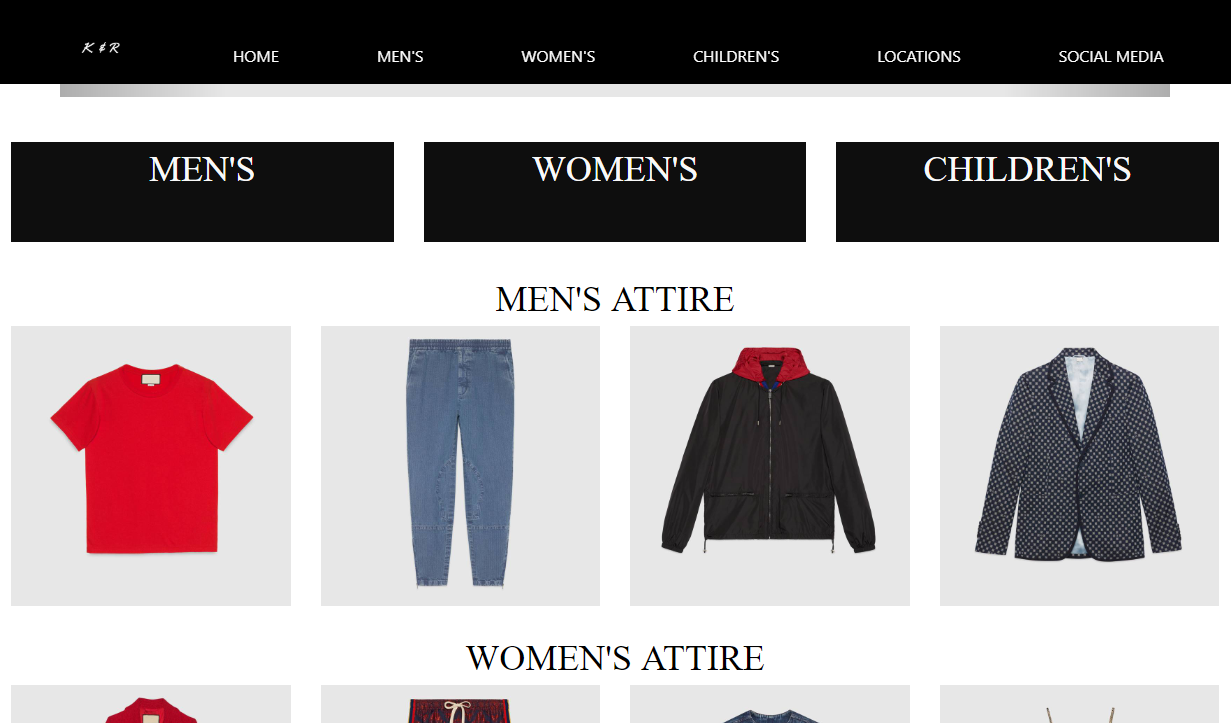 K & R
HOME
MEN'S
WOMEN'S
CHILDREN'S
LOCATIONS
SOCIAL MEDIA
MEN'S
WOMEN'S
CHILDREN'S
MEN'S ATTIRE
WOMEN'S ATTIRE